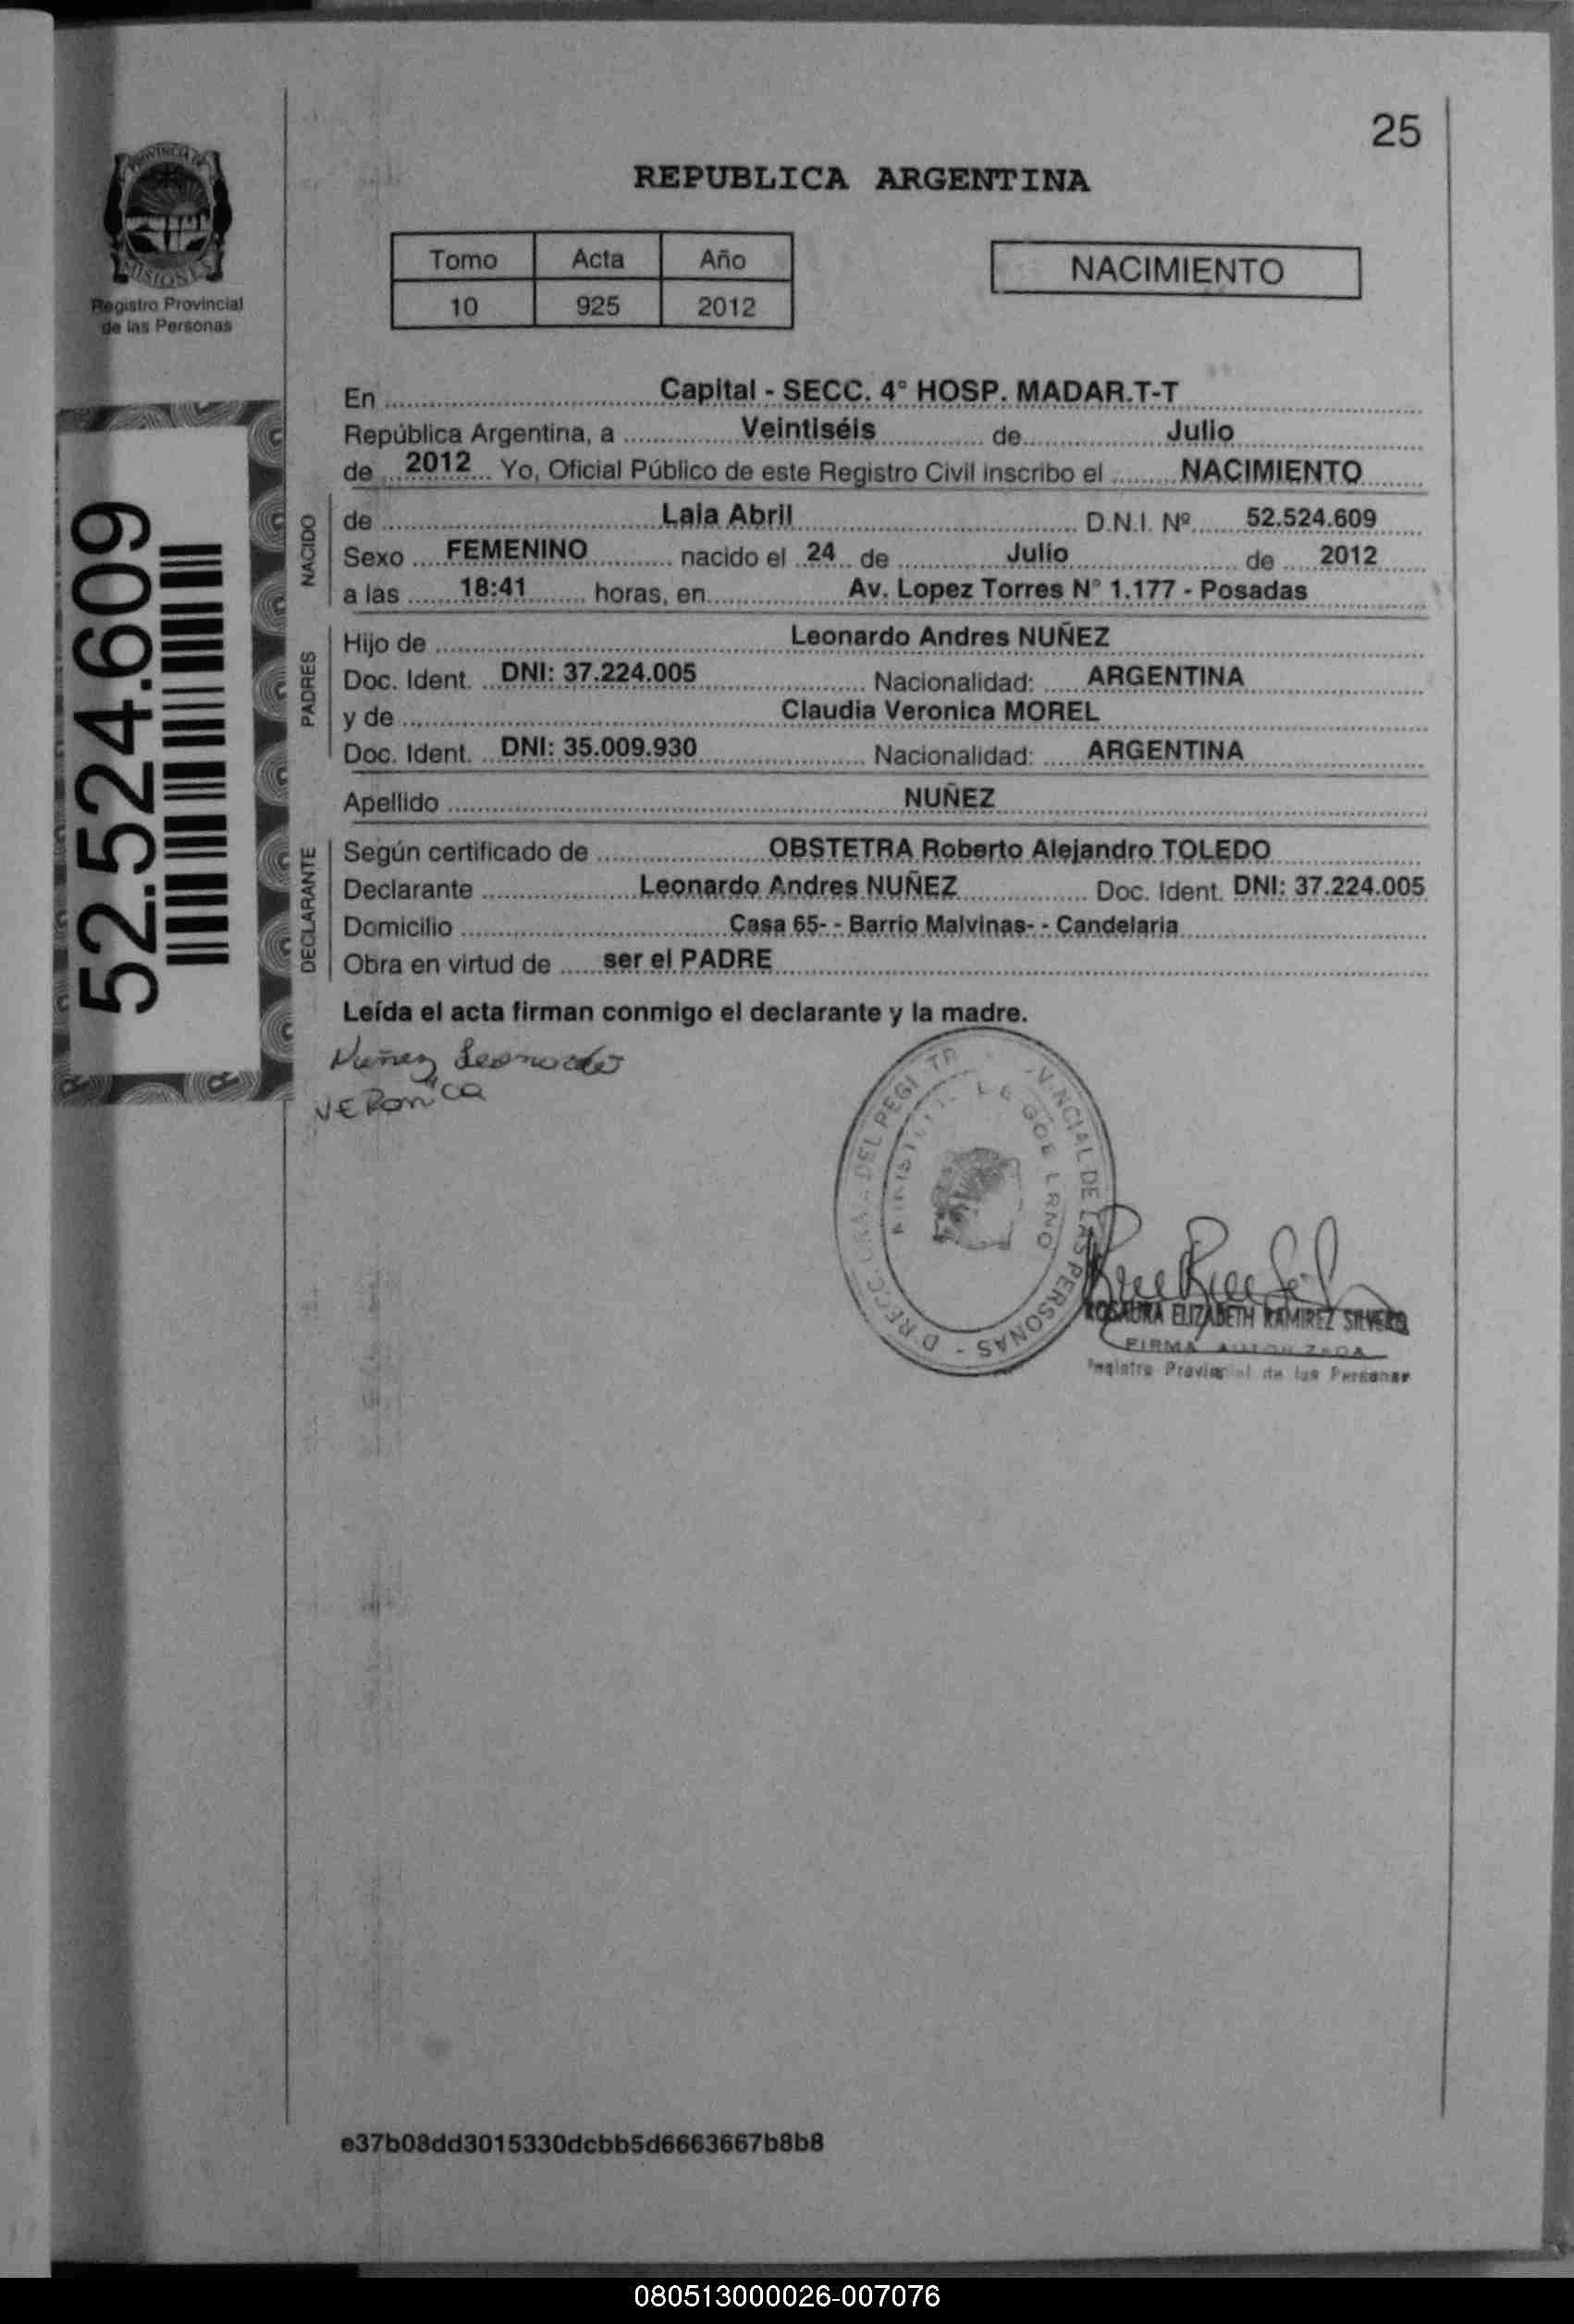 25
PROVINCIA DE
MISIONES
Registro Provincial
de las Personas
REPUBLICA ARGENTINA
Tomo Acta Año
10 925 2012
NACIMIENTO
52.524.609
En Capital - SECC. 4° HOSP. MADAR.T-T
República Argentina, a Veintiséis de Julio
de 2012 Yo, Oficial Público de este Registro Civil inscribo el NACIMIENTO
NACIDO
de Lala Abril D.N.I. Nº 52.524.609
Sexo FEMENINO nacido el 24 de Julio de 2012
a las 18:41 horas, en Av. Lopez Torres N° 1.177 - Posadas
PADRES
Hijo de Leonardo Andres NUÑEZ
Doc. Ident. DNI: 37.224.005 Nacionalidad: ARGENTINA
y de Claudia Veronica MOREL
Doc. Ident. DNI: 35.009.930 Nacionalidad: ARGENTINA
Apellido NUÑEZ
DECLARANTE
Según certificado de OBSTETRA Roberto Alejandro TOLEDO
Declarante Leonardo Andres NUÑEZ Doc. Ident. DNI: 37.224.005
Domicilio Casa 65- - Barrio Malvinas- - Candelaria
Obra en virtud de ser el PADRE
Leída el acta firman conmigo el declarante y la madre.
Nuñez Leonardo
VERonica
DEL DE LAS PERSONAS
ROSAURA ELIZABETH RAMIREZ SILVERO
FIRMA AUTORIZADA
Registro Provincial de las Personas
e37b08dd3015330dcbb5d6663667b8b8
080513000026-007076